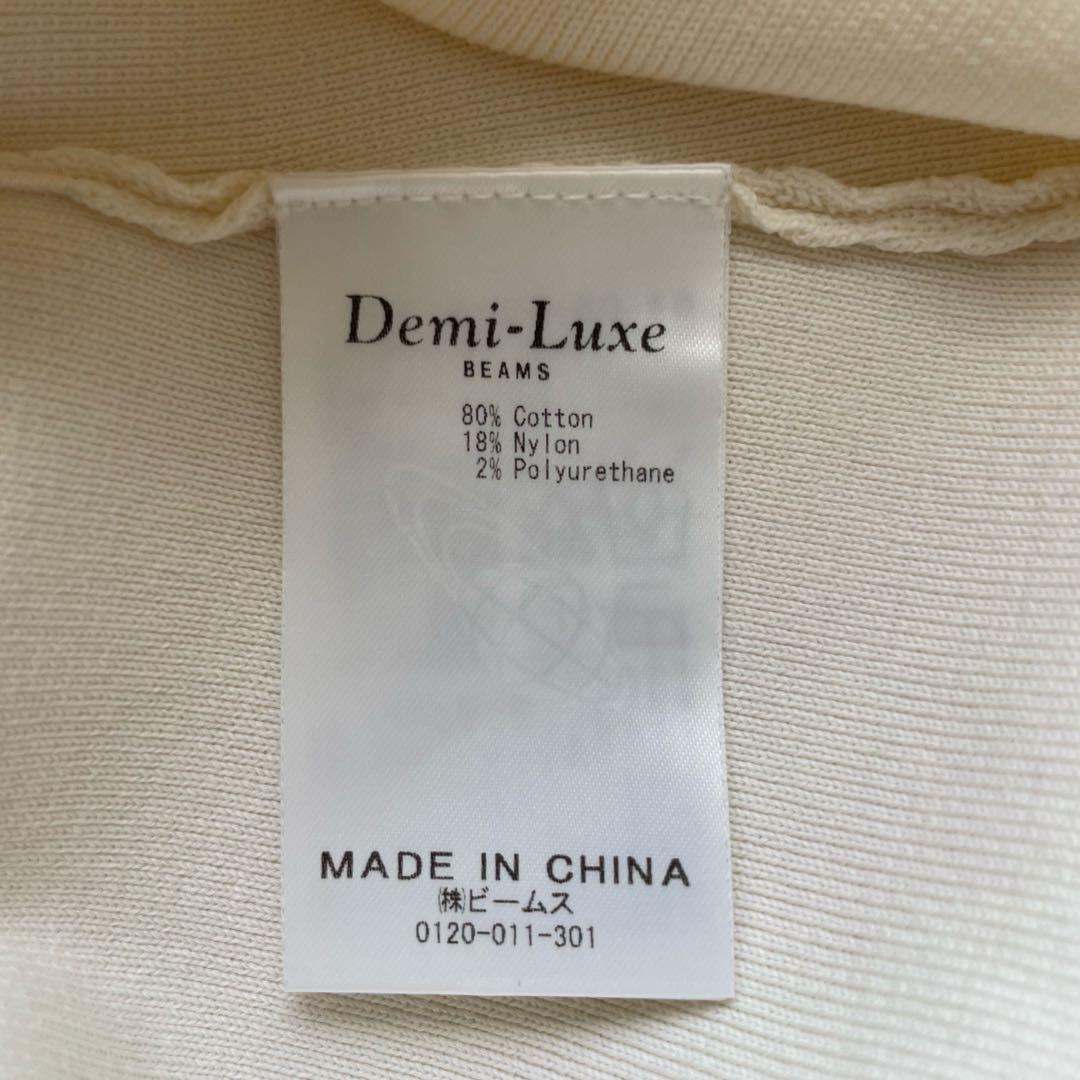 Demi-Luxe
BEAMS
80% Cotton
18% Nylon
2% Polyurethane
MADE IN CHINA
㈱ビームス
0120-011-301